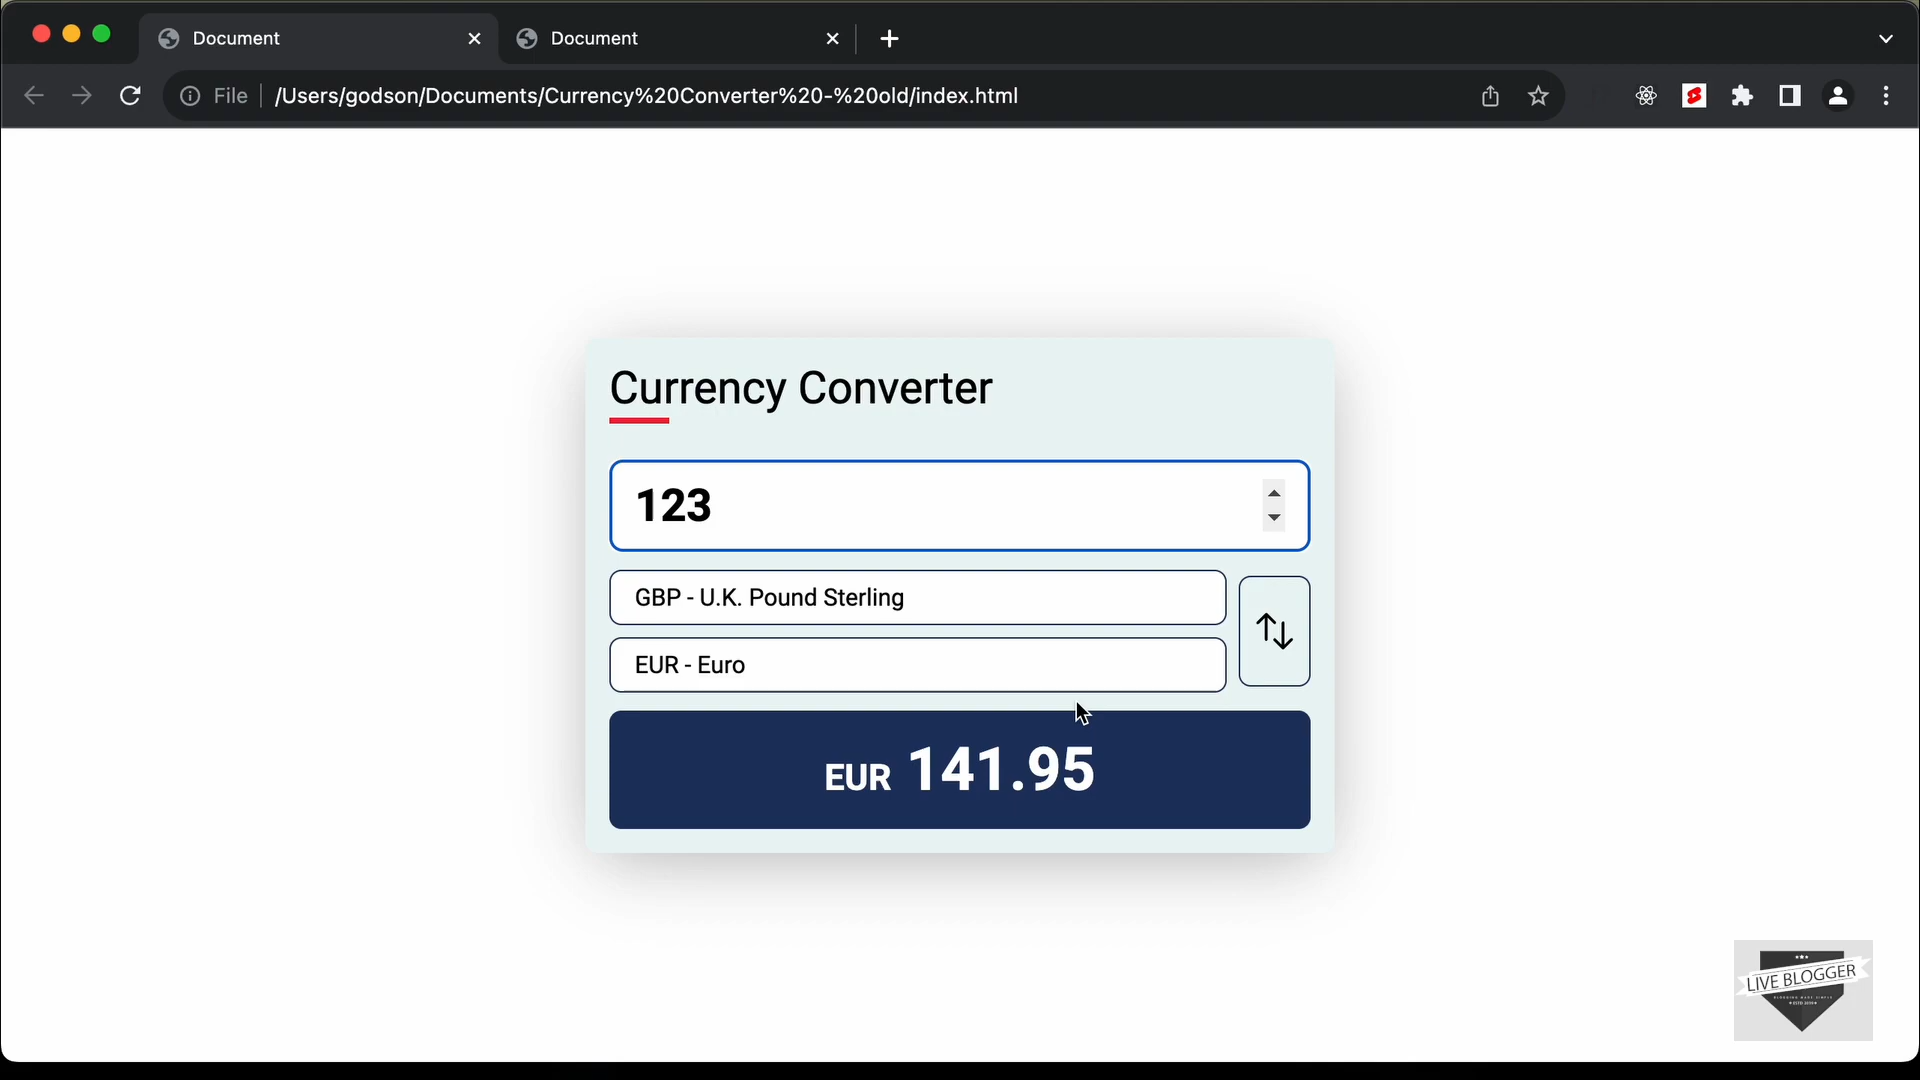 Document
Document
File
/Users/godson/Documents/Currency%20Converter%20-%20old/index.html
Currency Converter
123
GBP - U.K. Pound Sterling
EUR - Euro
EUR 141.95
LIVE BLOGGER